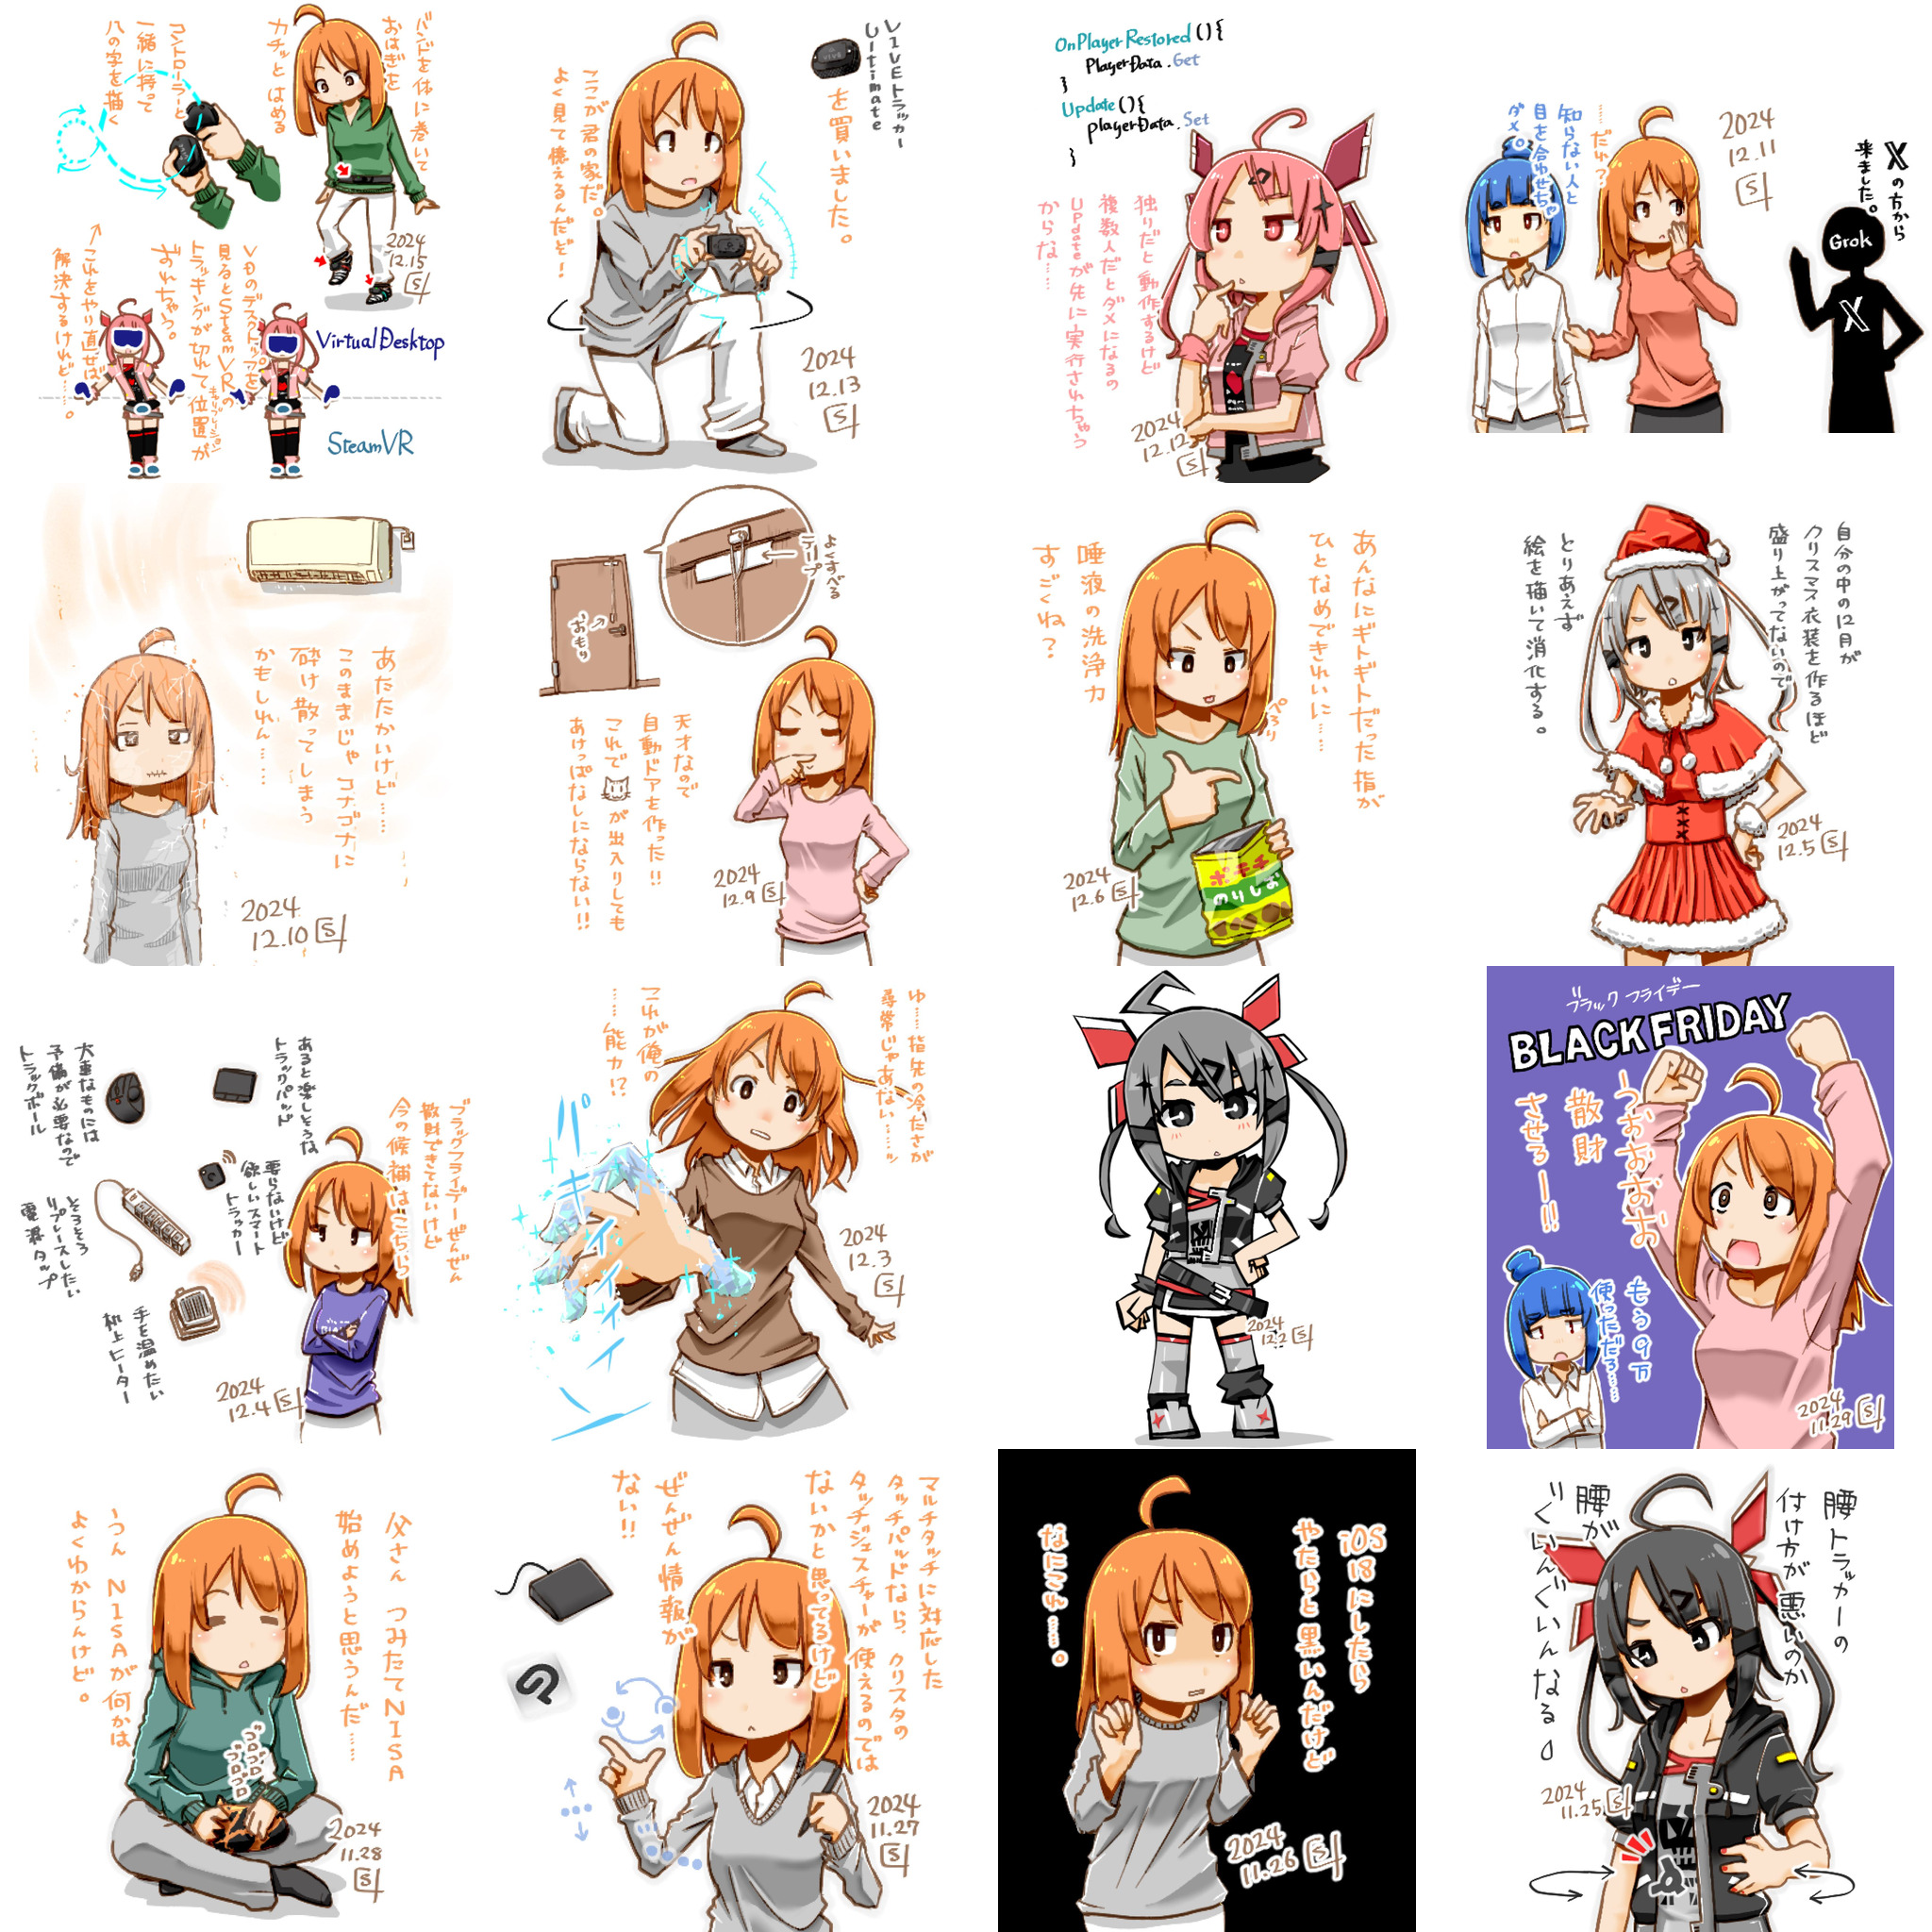 バンドを体に巻いて
おはぎを
カチッとはめる
コントローラーと
一緒に持って
八の字を描く
2024
12.15
VDのデスクトップを
見るとSteamVRの
トラッキングが切れて位置が
おれちゃう。
←これをやり直せば
解決するけれど……。
VirtualDesktop
SteamVR
VIVEトラッカー
Ultimate
を買いました。
VIVE
ここが君の家だ。
よく見て憶えるんだぞ！
2024
12.13
OnPlayerRestored(){
PlayerData.Get
}
Update(){
playerData.Set
}
独りだと動作するけど
複数人だとダメになるの
Updateが先に実行されちゃう
からな……
2024
12.12
Xの方から
来ました。
Grok
X
2024
12.11
……だれ？
知らない人と
目を合わせちゃ
ダメ。
あたたかいけど……
このままじゃコナゴナに
砕け散ってしまう
かもしれん……
2024
12.10
よくすべる
テープ
おもり
天才なので
自動ドアを作った!!
これで が出入りしても
あけっぱなしにならない!!
2024
12.9
あんなにギトギトだった指が
ひとなめできれいに……
唾液の洗浄力
すごくね？
ぺろり
ポテチ
のりしお
2024
12.6
自分の中の12月が
クリスマス衣装を作るほど
盛り上がってないので
とりあえず
絵を描いて消化する。
2024
12.5
ブラックフライデーぜんぜん
散財できてないけど
今の候補はこちら
あると楽しそうな
トラックパッド
大事なものには
予備が必要なので
トラックボール
要らないけど
欲しいスマート
トラッカー
そろそろ
リプレースしたい
電源タップ
手を温めたい
机上ヒーター
2024
12.4
ゆ……指先の冷たさが
尋常じゃあない……ッ
これが俺の
……能力!?
パキイイイイン
2024
12.3
2024
12.2
ブラックフライデー
BLACK FRIDAY
うおおおお
散財
させろー!!
もう9万
使っただろ……
2024
11.29
父さん つみたてNISA
始めようと思うんだ……
うん NISAが何かは
よくわからんけど。
ゴロゴロ
ゴロゴロ
2024
11.28
マルチタッチに対応した
タッチパッドなら、クリスタの
タッチジェスチャーが使えるのでは
ないかと思ってるけど
ぜんぜん情報が
ない!!
2024
11.27
iOS18にしたら
やたらと黒いんだけど
なにこれ……。
2024
11.26
腰トラッカーの
付け方が悪いのか
腰が
ぐいんぐいんなる。
2024
11.25